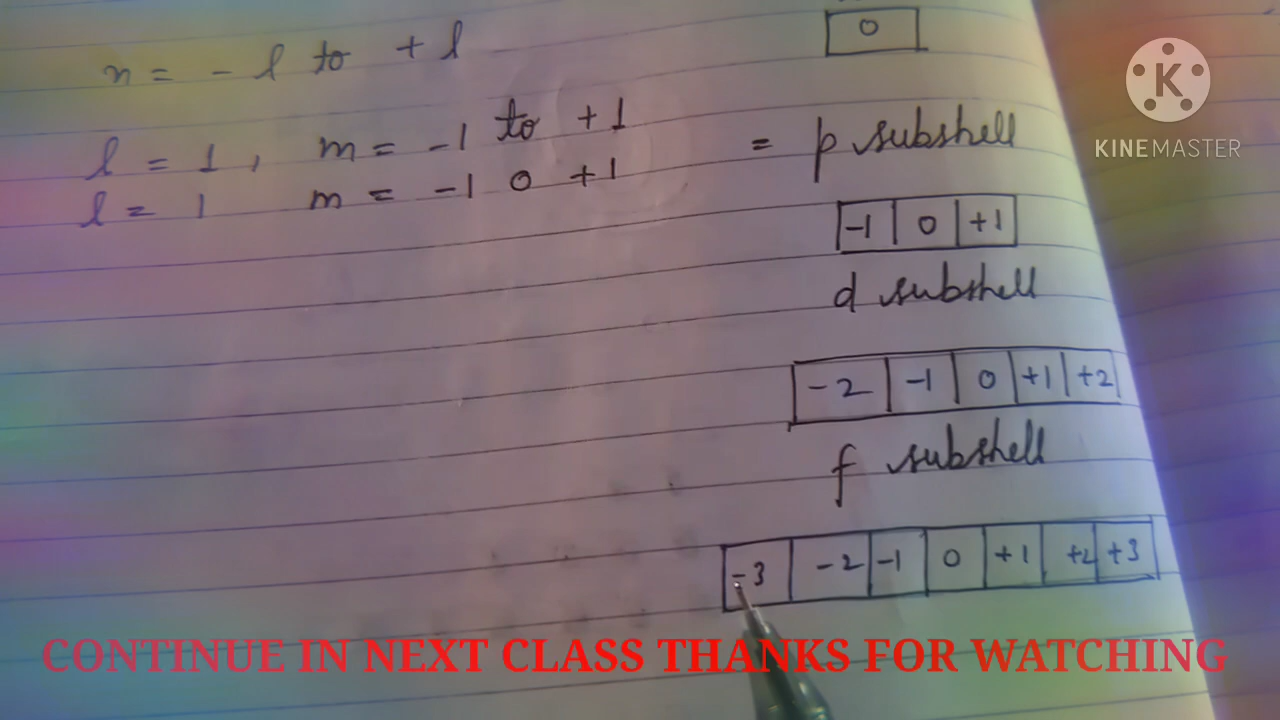 0
n = - l to + l
l = 1, m = -1 to +1 = p subshell
l = 1 m = -1 0 +1
-1 0 +1
d subshell
-2 -1 0 +1 +2
f subshell
-3 -2 -1 0 +1 +2 +3
K
KINEMASTER
CONTINUE IN NEXT CLASS THANKS FOR WATCHING